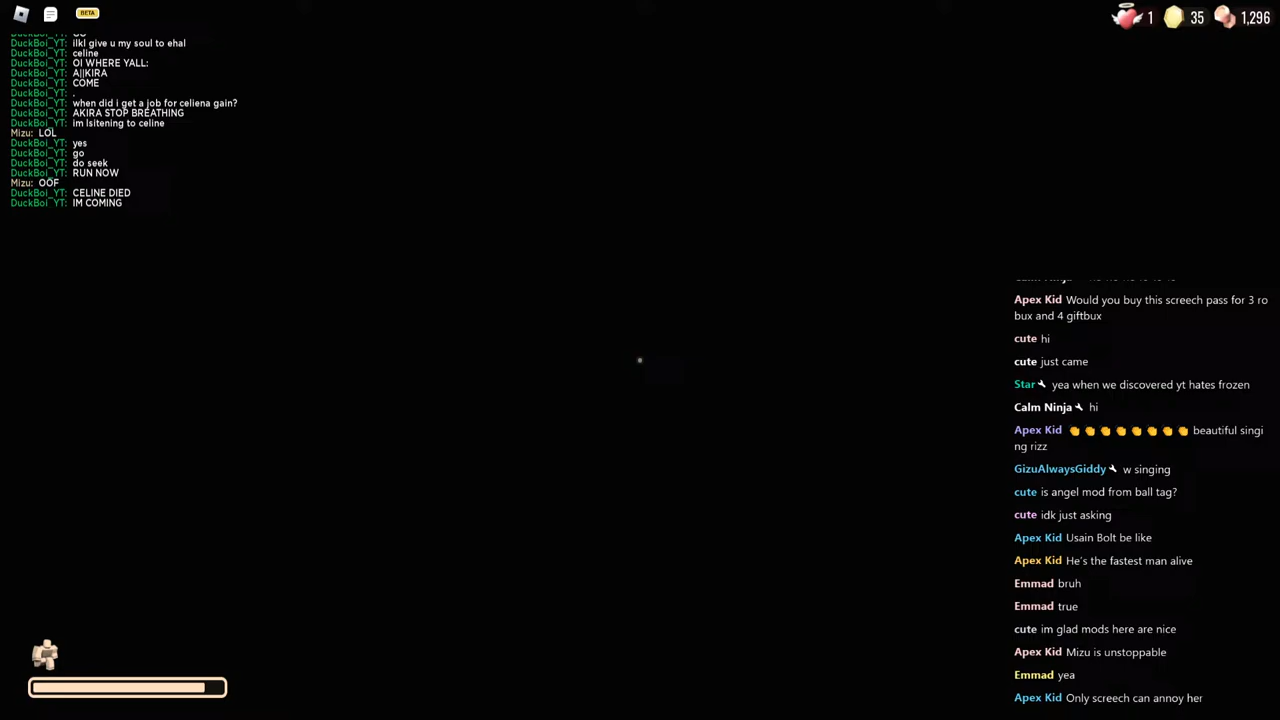 BETA
1
35
1,296
DuckBoi_YT: GO
DuckBoi_YT: ilkl give u my soul to ehal
DuckBoi_YT: celine
DuckBoi_YT: OI WHERE YALL:
DuckBoi_YT: A||KIRA
DuckBoi_YT: COME
DuckBoi_YT: .
DuckBoi_YT: when did i get a job for celiena gain?
DuckBoi_YT: AKIRA STOP BREATHING
DuckBoi_YT: im lsitening to celine
Mizu: LOL
DuckBoi_YT: yes
DuckBoi_YT: go
DuckBoi_YT: do seek
DuckBoi_YT: RUN NOW
Mizu: OOF
DuckBoi_YT: CELINE DIED
DuckBoi_YT: IM COMING
Calm Ninja
Apex Kid Would you buy this screech pass for 3 ro
bux and 4 giftbux
cute hi
cute just came
Star yea when we discovered yt hates frozen
Calm Ninja hi
Apex Kid 👏👏👏👏👏👏👏👏 beautiful singi
ng rizz
GizuAlwaysGiddy w singing
cute is angel mod from ball tag?
cute idk just asking
Apex Kid Usain Bolt be like
Apex Kid He's the fastest man alive
Emmad bruh
Emmad true
cute im glad mods here are nice
Apex Kid Mizu is unstoppable
Emmad yea
Apex Kid Only screech can annoy her